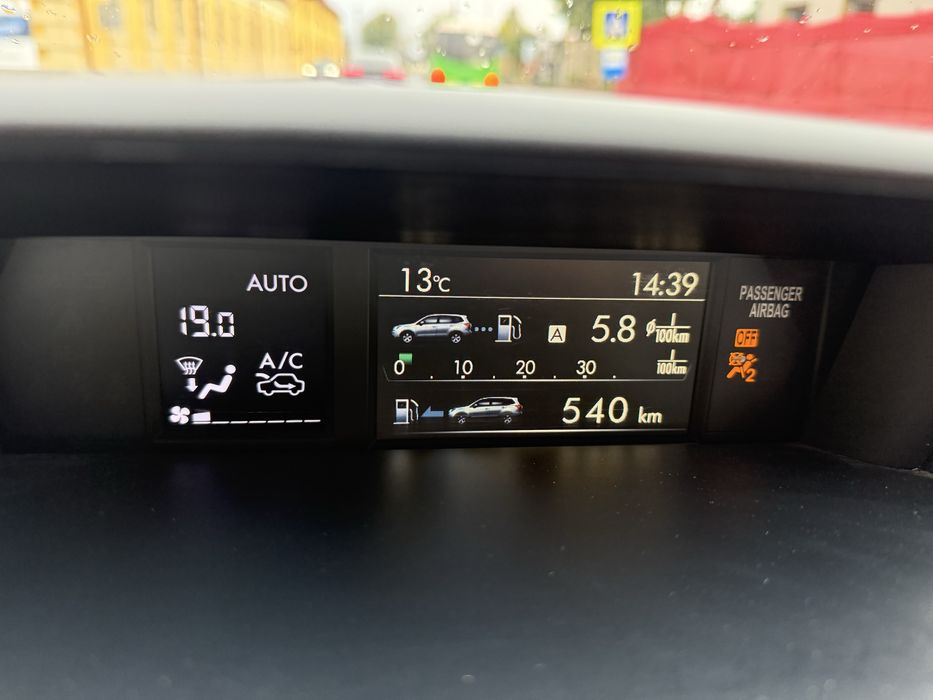 AUTO
19.0
A/C
13°C 14:39
A 5.8 ø L/100km
0 . 10 . 20 . 30 . L/100km
540 km
PASSENGER
AIRBAG
OFF
2